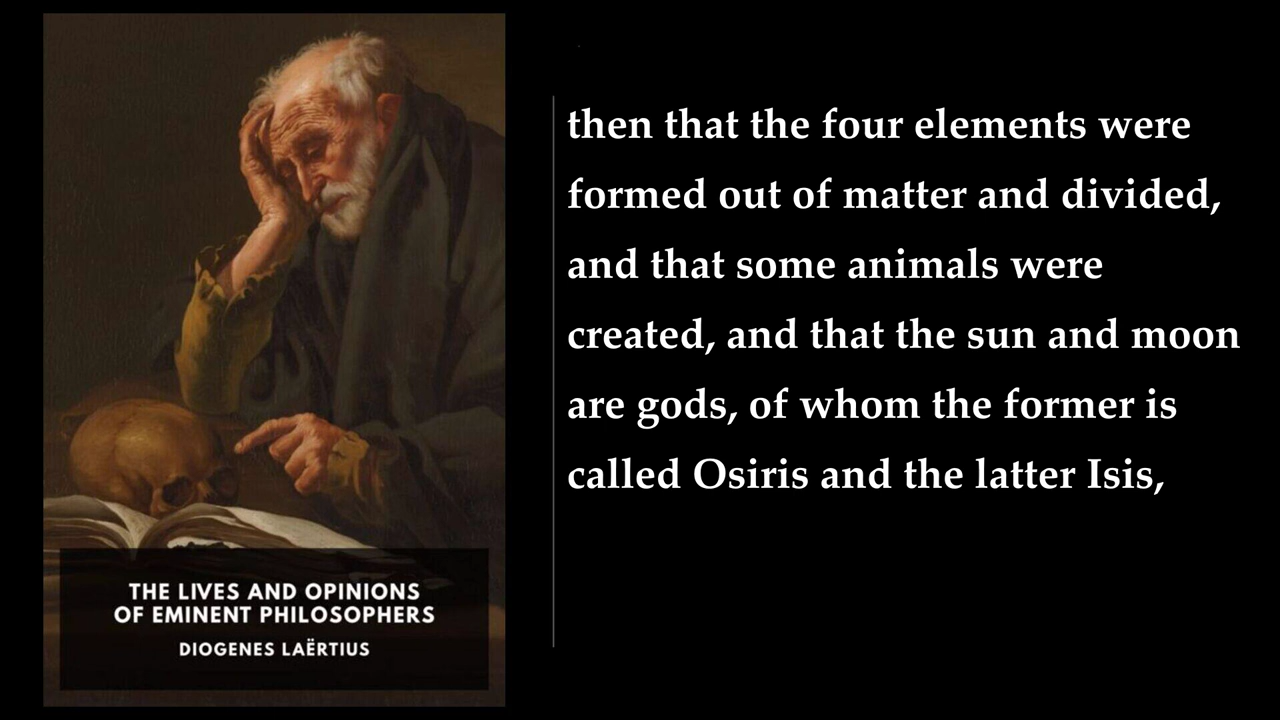 THE LIVES AND OPINIONS
OF EMINENT PHILOSOPHERS
DIOGENES LAËRTIUS
then that the four elements were
formed out of matter and divided,
and that some animals were
created, and that the sun and moon
are gods, of whom the former is
called Osiris and the latter Isis,